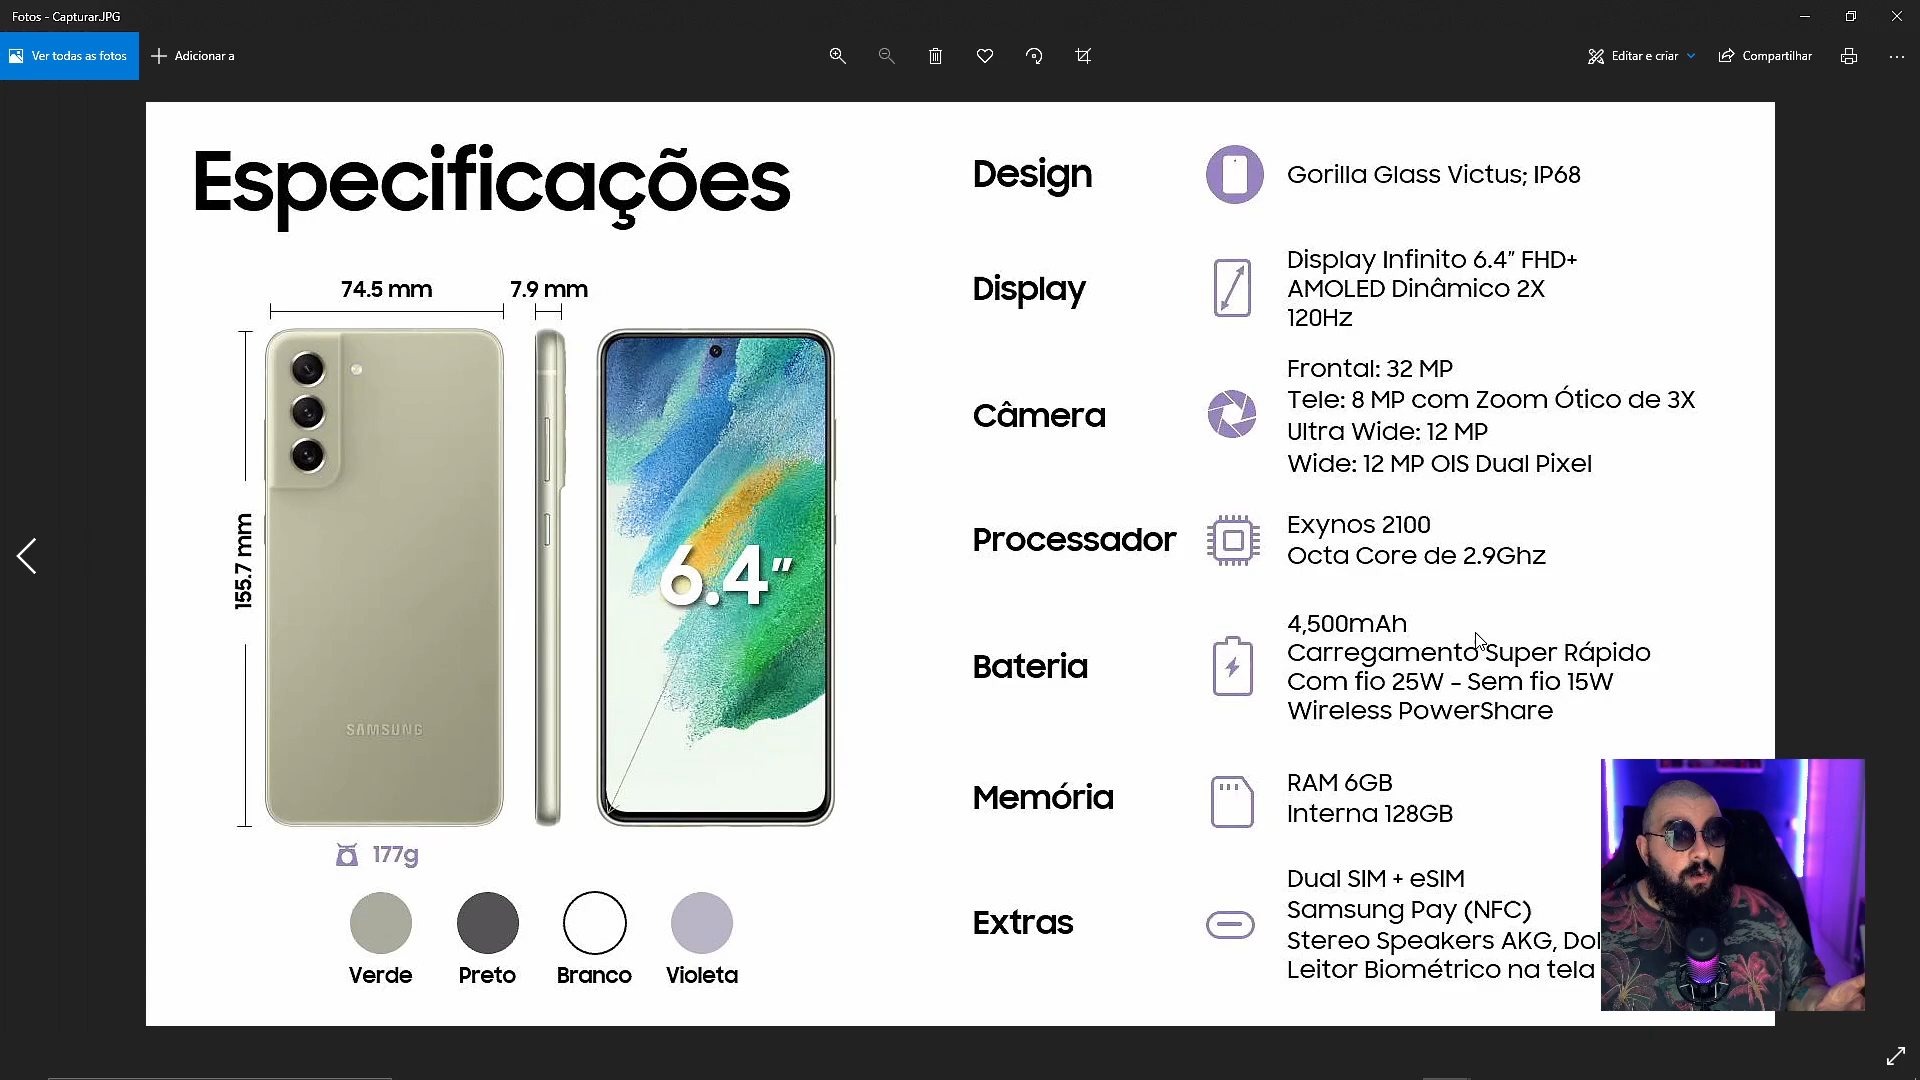 Fotos - Capturar.JPG
Ver todas as fotos
Adicionar a
Editar e criar
Compartilhar
Especificações
74.5 mm
7.9 mm
155.7 mm
SAMSUNG
6.4”
177g
Verde
Preto
Branco
Violeta
Design
Gorilla Glass Victus; IP68
Display
Display Infinito 6.4” FHD+
AMOLED Dinâmico 2X
120Hz
Câmera
Frontal: 32 MP
Tele: 8 MP com Zoom Ótico de 3X
Ultra Wide: 12 MP
Wide: 12 MP OIS Dual Pixel
Processador
Exynos 2100
Octa Core de 2.9Ghz
Bateria
4,500mAh
Carregamento Super Rápido
Com fio 25W - Sem fio 15W
Wireless PowerShare
Memória
RAM 6GB
Interna 128GB
Extras
Dual SIM + eSIM
Samsung Pay (NFC)
Stereo Speakers AKG,
Leitor Biométrico na tela